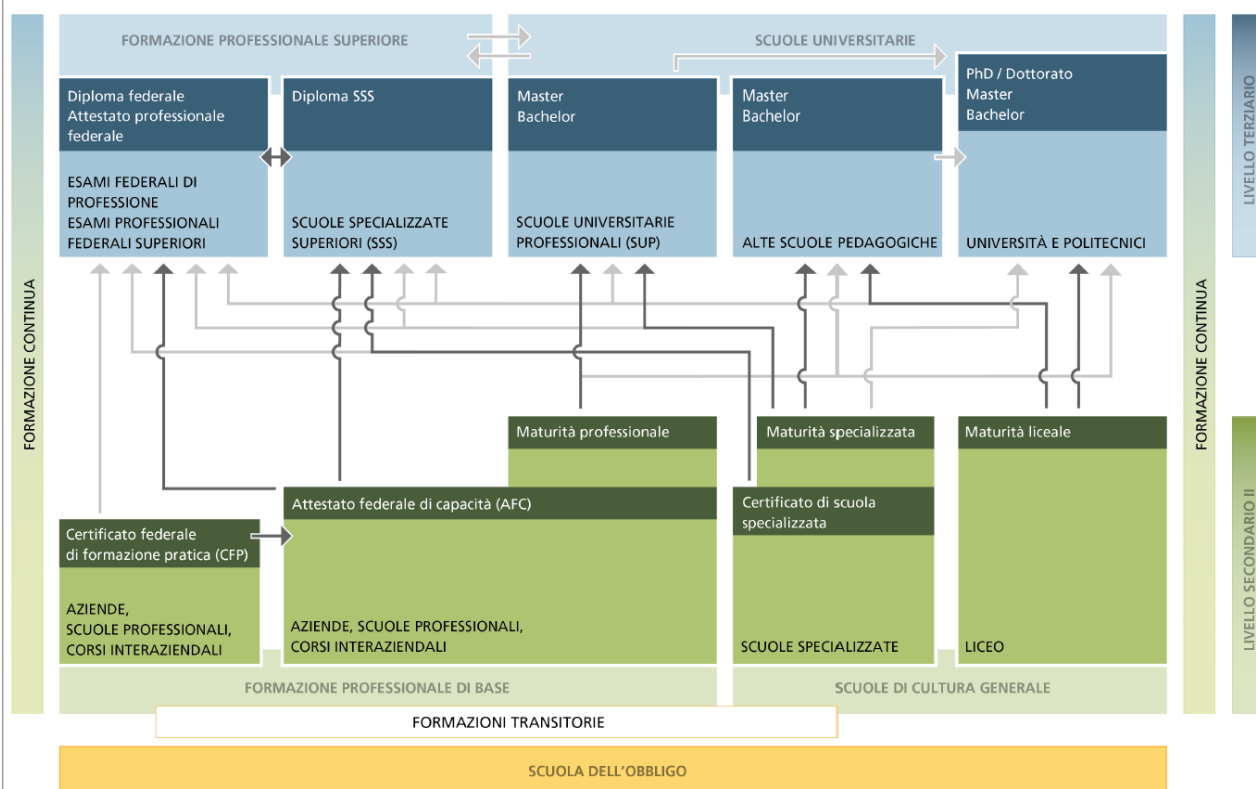 FORMAZIONE PROFESSIONALE SUPERIORE
SCUOLE UNIVERSITARIE
Diploma federale
Attestato professionale
federale
Diploma SSS
Master
Bachelor
Master
Bachelor
PhD / Dottorato
Master
Bachelor
ESAMI FEDERALI DI
PROFESSIONE
ESAMI PROFESSIONALI
FEDERALI SUPERIORI
SCUOLE SPECIALIZZATE
SUPERIORI (SSS)
SCUOLE UNIVERSITARIE
PROFESSIONALI (SUP)
ALTE SCUOLE PEDAGOGICHE
UNIVERSITÀ E POLITECNICI
LIVELLO TERZIARIO
FORMAZIONE CONTINUA
FORMAZIONE CONTINUA
Maturità professionale
Maturità specializzata
Maturità liceale
Attestato federale di capacità (AFC)
Certificato di scuola
specializzata
Certificato federale
di formazione pratica (CFP)
AZIENDE,
SCUOLE PROFESSIONALI,
CORSI INTERAZIENDALI
AZIENDE, SCUOLE PROFESSIONALI,
CORSI INTERAZIENDALI
SCUOLE SPECIALIZZATE
LICEO
LIVELLO SECONDARIO II
FORMAZIONE PROFESSIONALE DI BASE
SCUOLE DI CULTURA GENERALE
FORMAZIONI TRANSITORIE
SCUOLA DELL'OBBLIGO